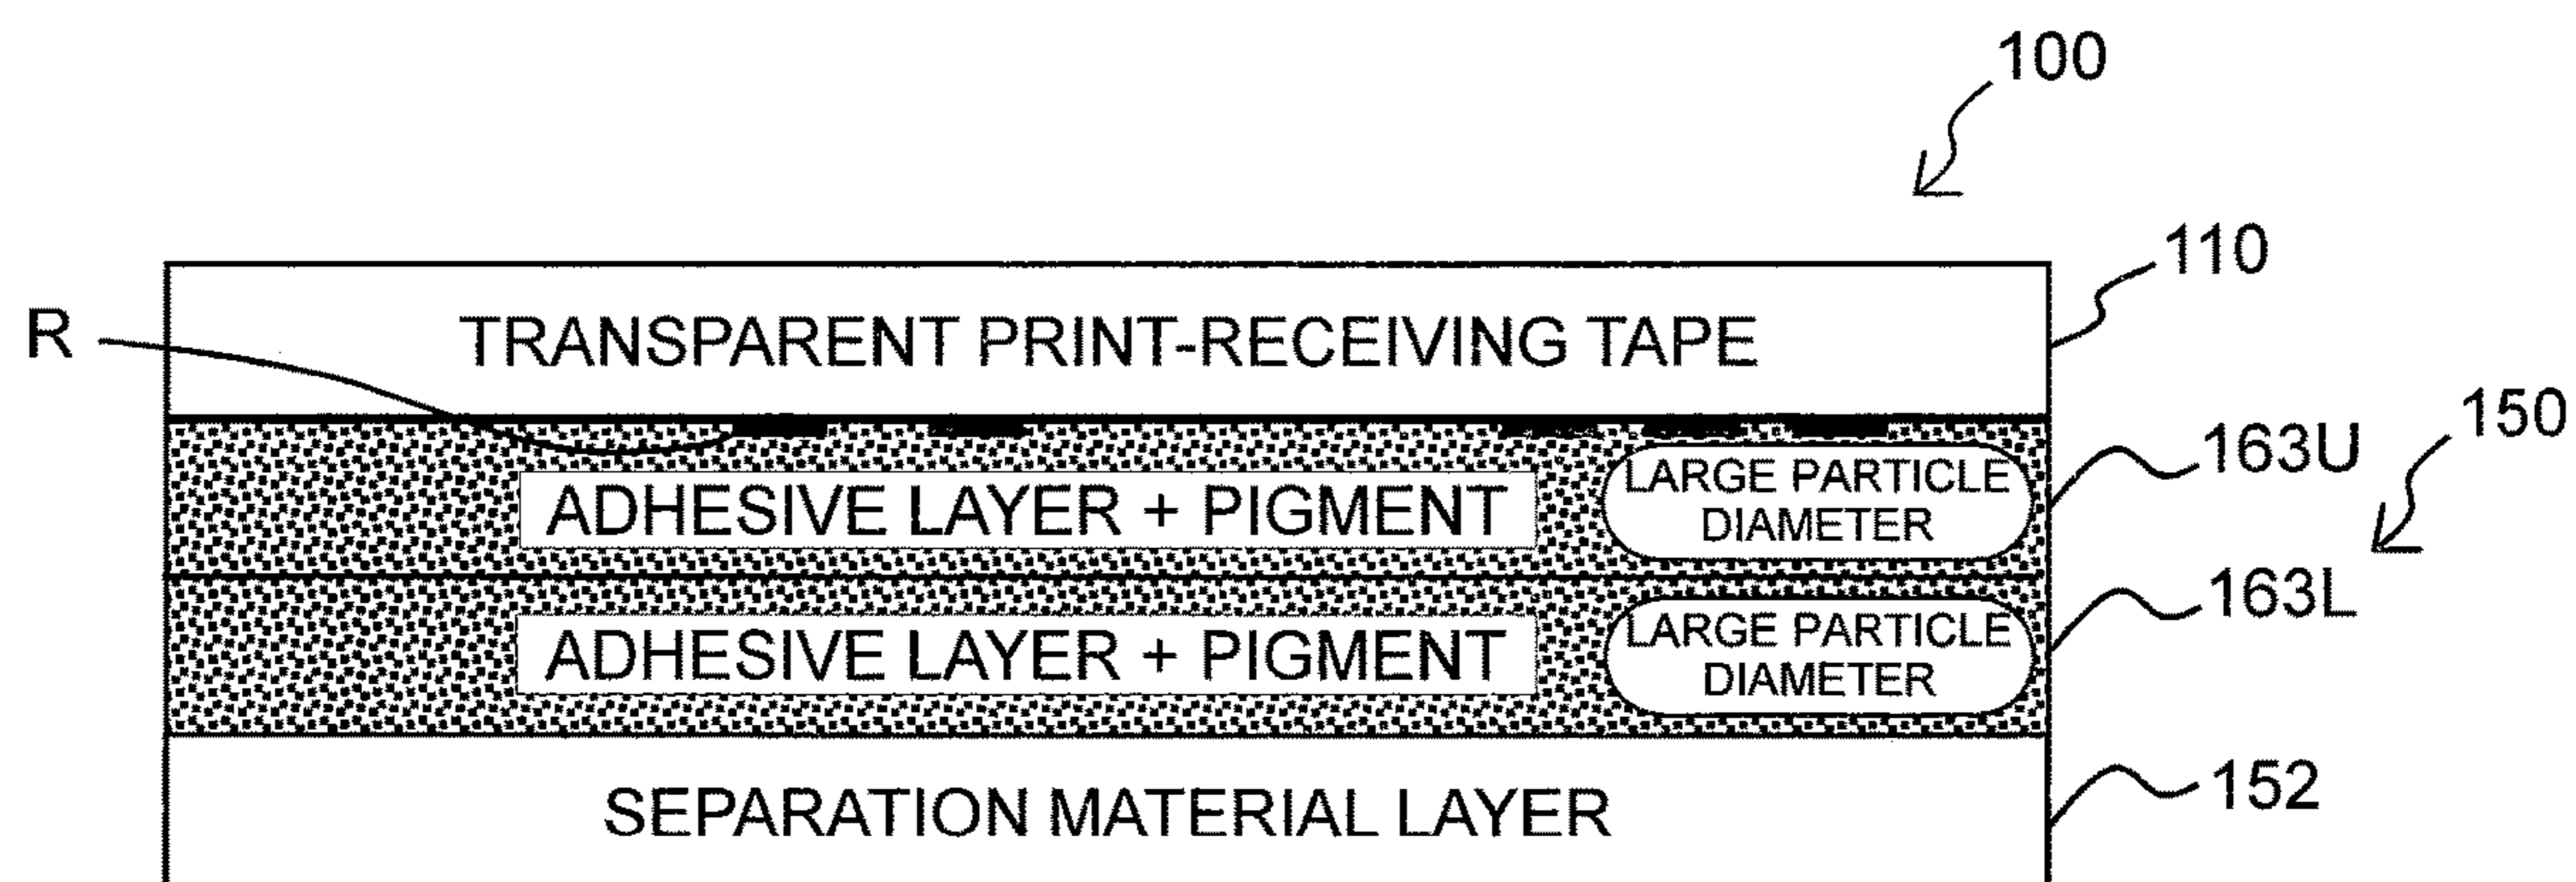 100
110
R
TRANSPARENT PRINT-RECEIVING TAPE
150
163U
ADHESIVE LAYER + PIGMENT
LARGE PARTICLE
DIAMETER
163L
ADHESIVE LAYER + PIGMENT
LARGE PARTICLE
DIAMETER
152
SEPARATION MATERIAL LAYER